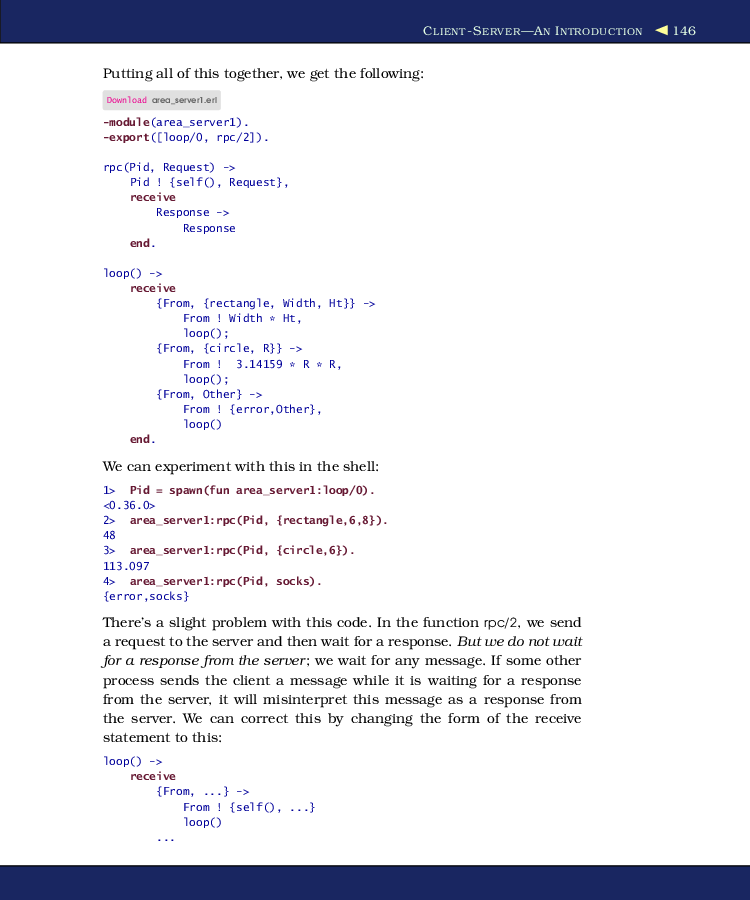 CLIENT-SERVER—AN INTRODUCTION ◀ 146
Putting all of this together, we get the following:
Download area_server1.erl
-module(area_server1).
-export([loop/0, rpc/2]).
rpc(Pid, Request) ->
    Pid ! {self(), Request},
    receive
        Response ->
            Response
    end.
loop() ->
    receive
        {From, {rectangle, Width, Ht}} ->
            From ! Width * Ht,
            loop();
        {From, {circle, R}} ->
            From !  3.14159 * R * R,
            loop();
        {From, Other} ->
            From ! {error,Other},
            loop()
    end.
We can experiment with this in the shell:
1>  Pid = spawn(fun area_server1:loop/0).
<0.36.0>
2>  area_server1:rpc(Pid, {rectangle,6,8}).
48
3>  area_server1:rpc(Pid, {circle,6}).
113.097
4>  area_server1:rpc(Pid, socks).
{error,socks}
There's a slight problem with this code. In the function rpc/2, we send
a request to the server and then wait for a response. But we do not wait
for a response from the server; we wait for any message. If some other
process sends the client a message while it is waiting for a response
from the server, it will misinterpret this message as a response from
the server. We can correct this by changing the form of the receive
statement to this:
loop() ->
    receive
        {From, ...} ->
            From ! {self(), ...}
            loop()
        ...